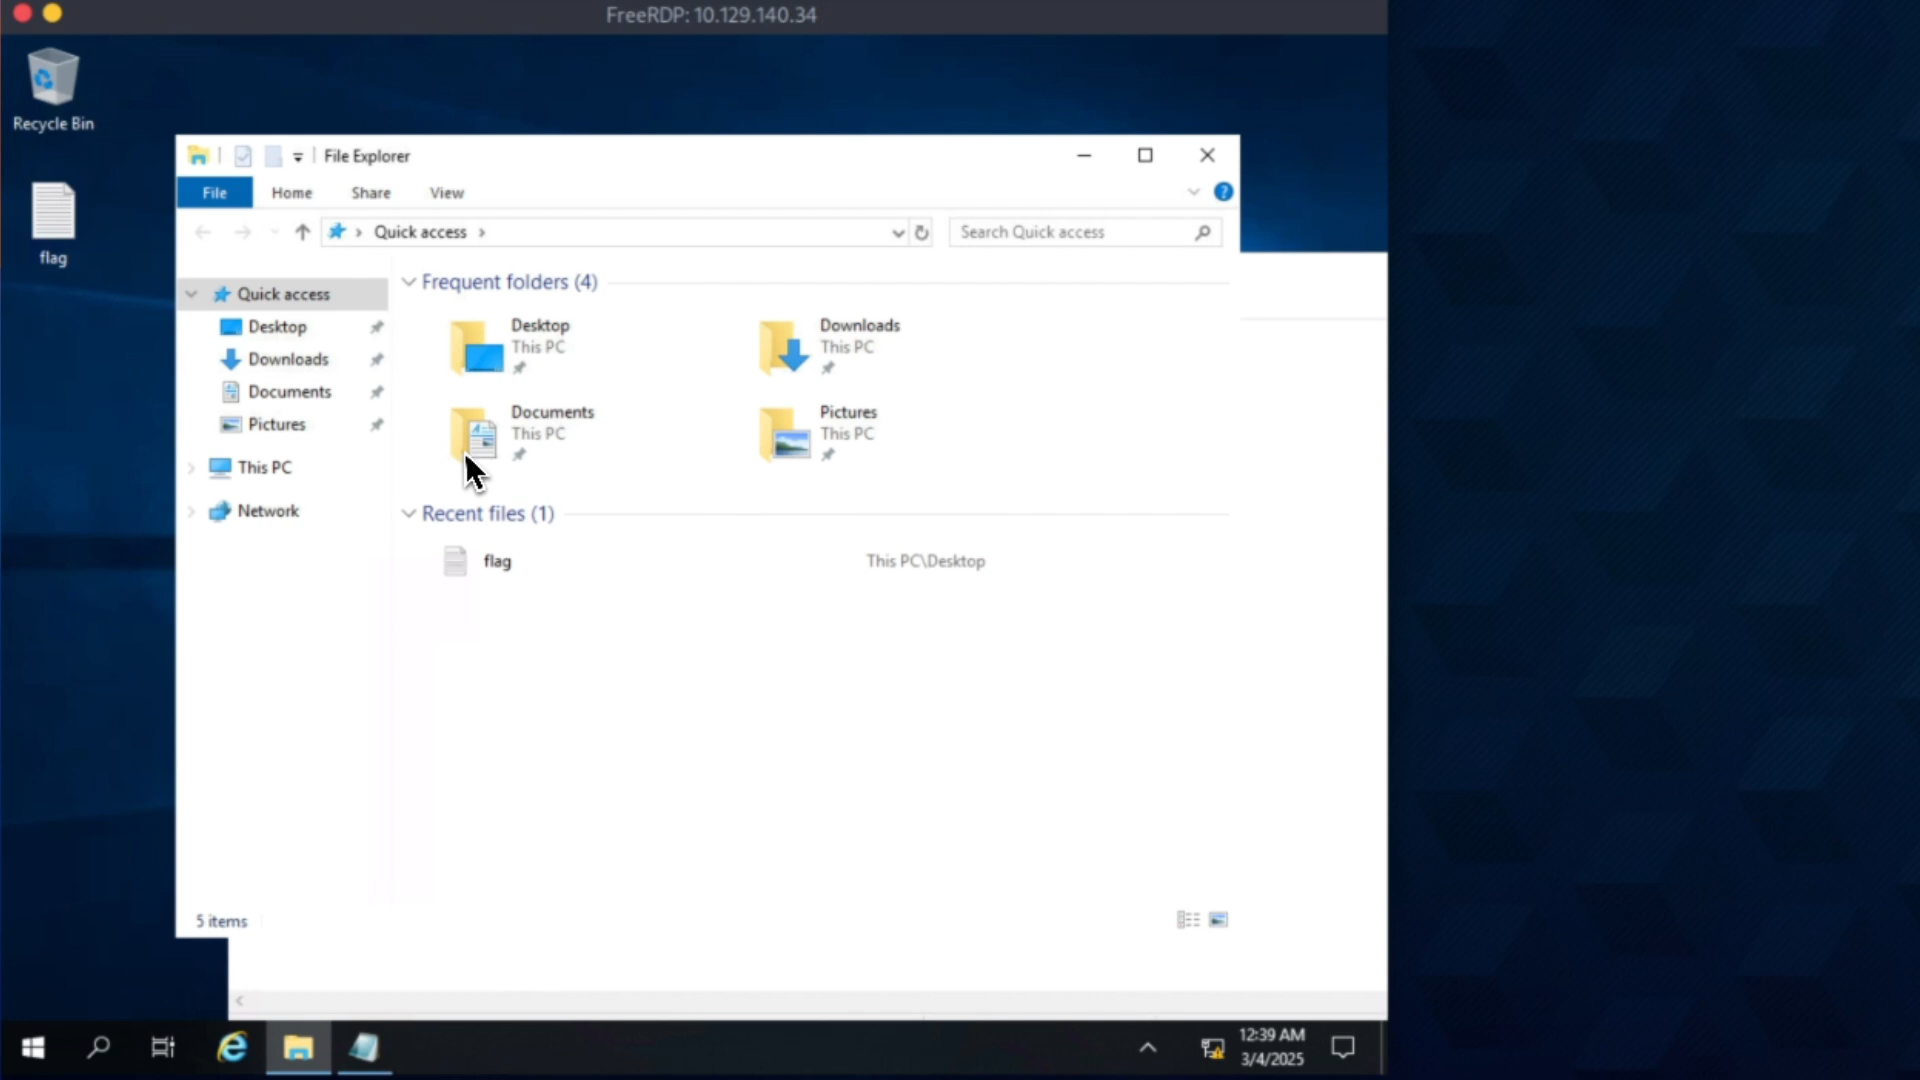 FreeRDP: 10.129.140.34
Recycle Bin
flag
File Explorer
File Home Share View
Quick access
Search Quick access
Quick access
Desktop
Downloads
Documents
Pictures
This PC
Network
Frequent folders (4)
Desktop
This PC
Downloads
This PC
Documents
This PC
Pictures
This PC
Recent files (1)
flag This PC\Desktop
5 items
12:39 AM
3/4/2025